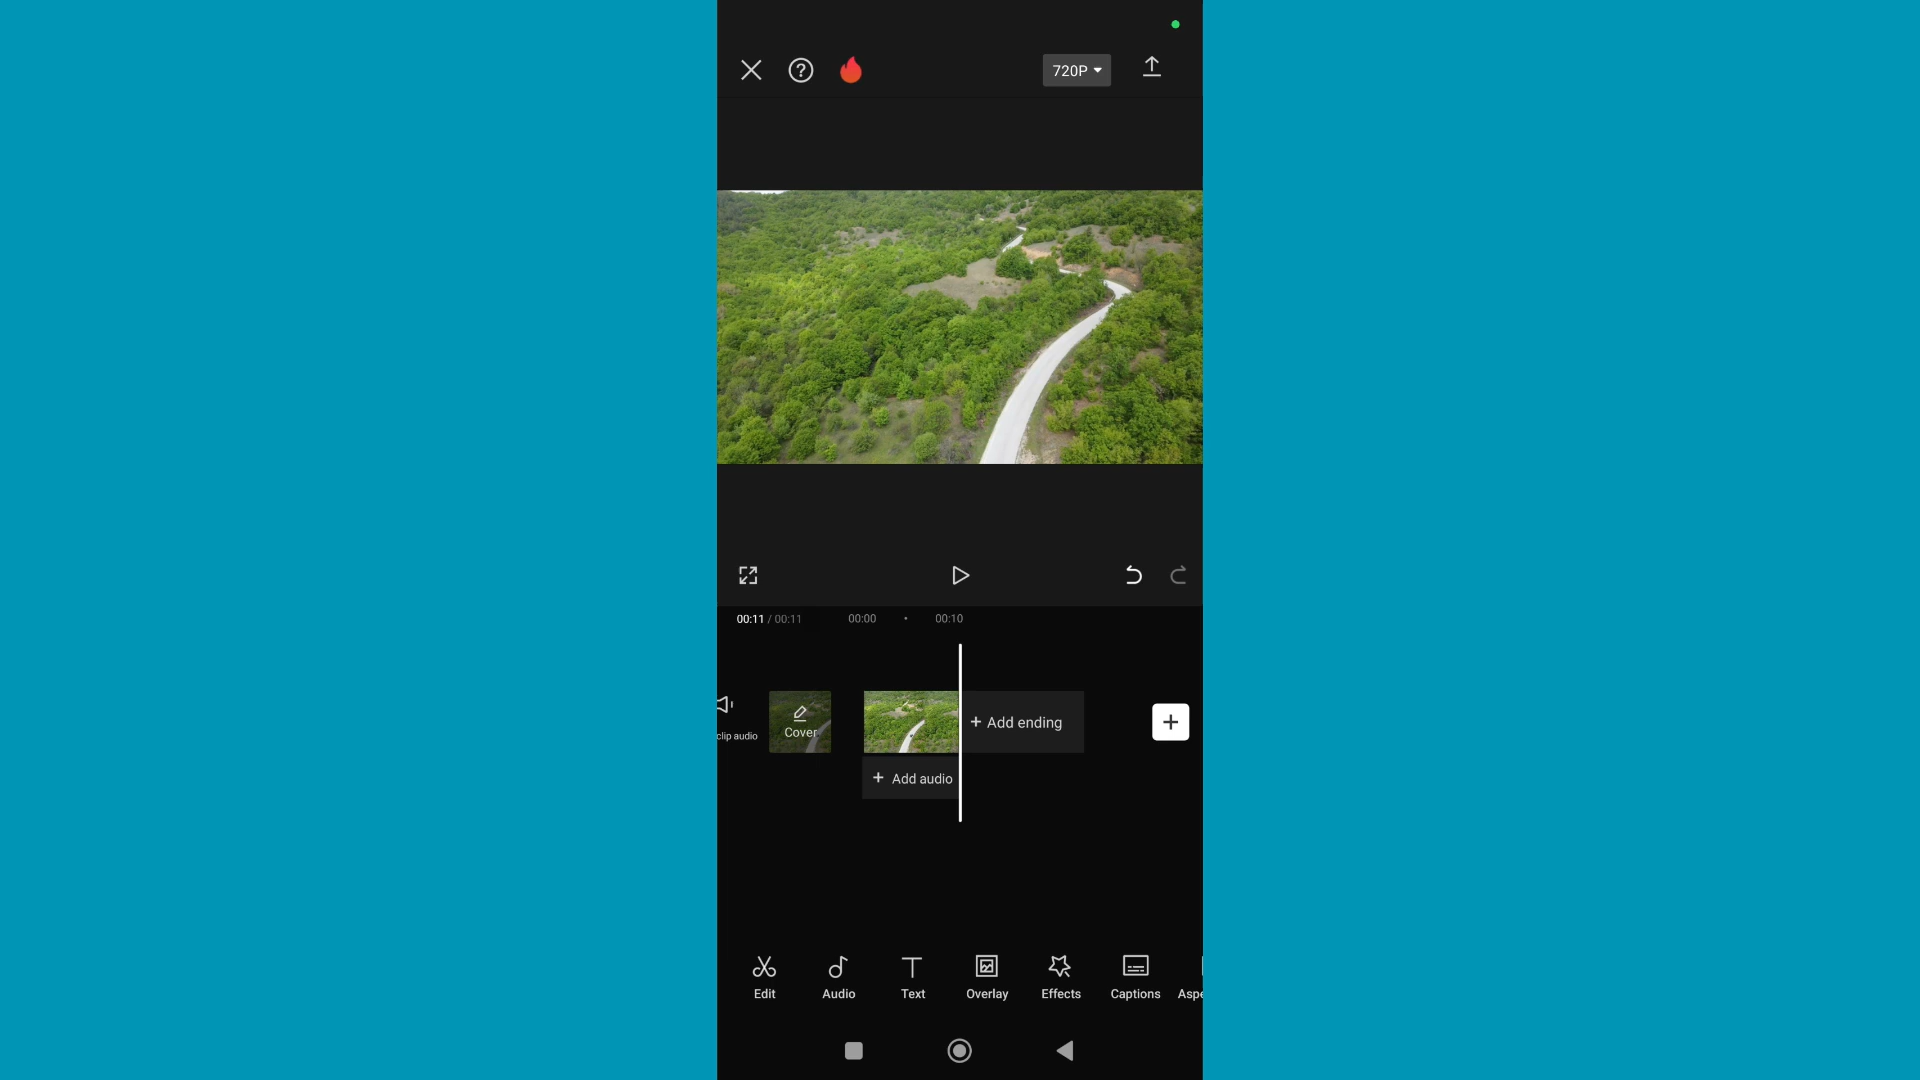 720P
00:11 / 00:11 00:00 00:10
clip audio
Cover
+ Add ending
+ Add audio
Edit Audio Text Overlay Effects Captions Aspe